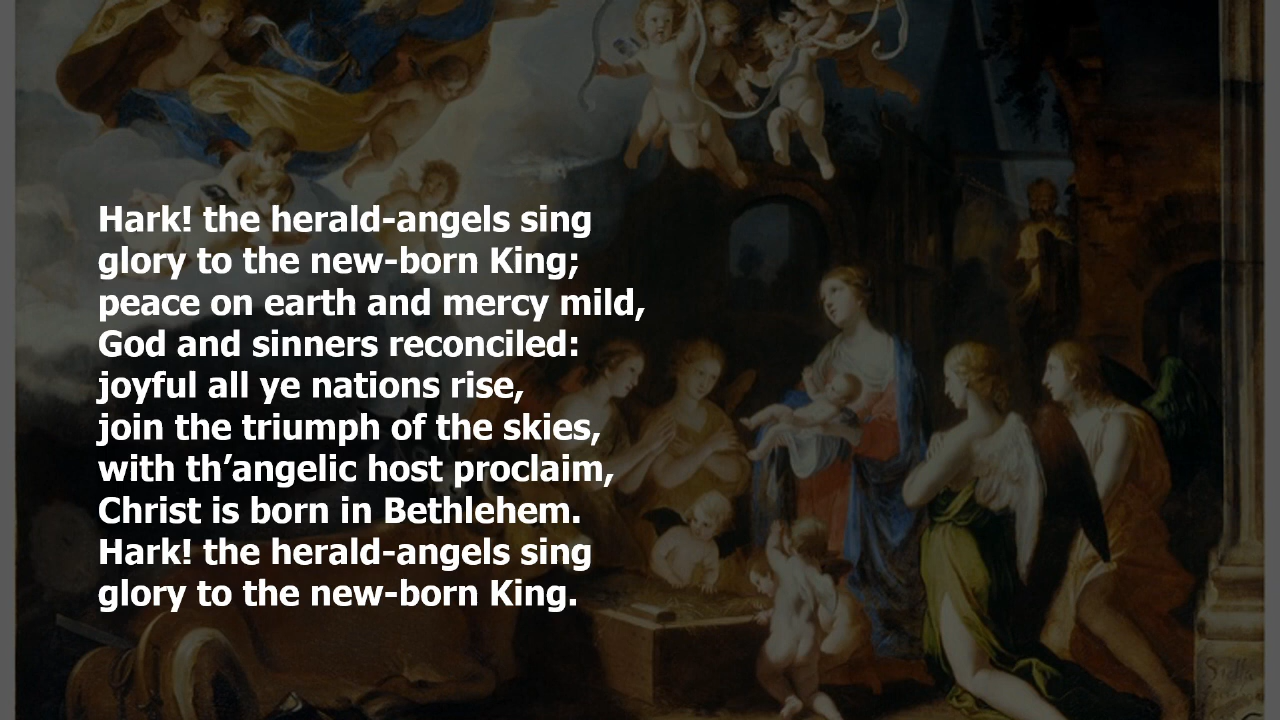 Hark! the herald-angels sing
glory to the new-born King;
peace on earth and mercy mild,
God and sinners reconciled:
joyful all ye nations rise,
join the triumph of the skies,
with th’angelic host proclaim,
Christ is born in Bethlehem.
Hark! the herald-angels sing
glory to the new-born King.